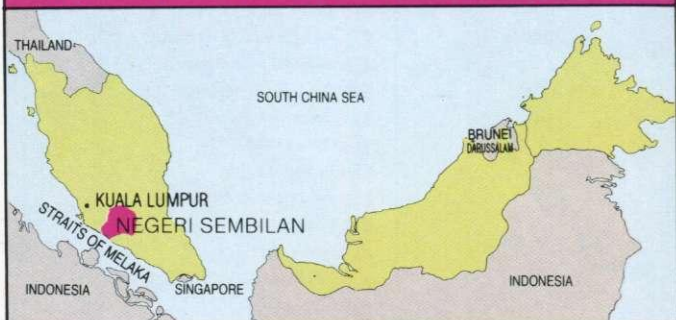 THAILAND
SOUTH CHINA SEA
BRUNEI
DARUSSALAM
KUALA LUMPUR
NEGERI SEMBILAN
STRAITS OF MELAKA
INDONESIA
SINGAPORE
INDONESIA